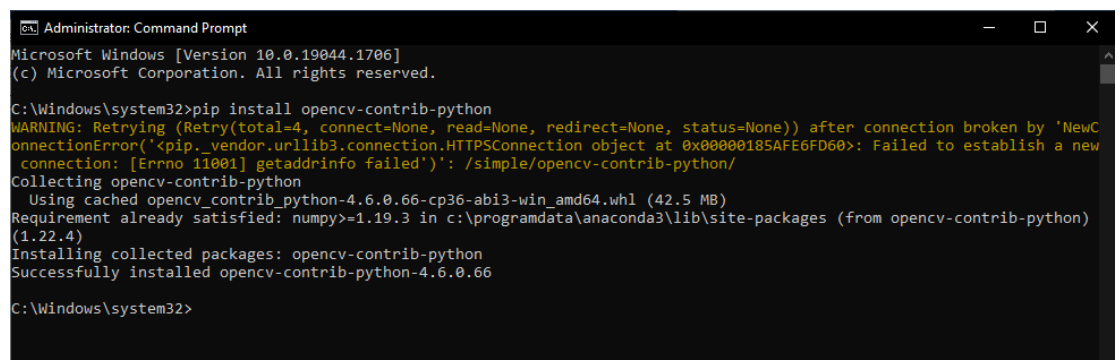 Administrator: Command Prompt
Microsoft Windows [Version 10.0.19044.1706]
(c) Microsoft Corporation. All rights reserved.
C:\Windows\system32>pip install opencv-contrib-python
WARNING: Retrying (Retry(total=4, connect=None, read=None, redirect=None, status=None)) after connection broken by 'NewC
onnectionError('<pip._vendor.urllib3.connection.HTTPSConnection object at 0x00000185AFE6FD60>: Failed to establish a new
 connection: [Errno 11001] getaddrinfo failed')': /simple/opencv-contrib-python/
Collecting opencv-contrib-python
  Using cached opencv_contrib_python-4.6.0.66-cp36-abi3-win_amd64.whl (42.5 MB)
Requirement already satisfied: numpy>=1.19.3 in c:\programdata\anaconda3\lib\site-packages (from opencv-contrib-python)
(1.22.4)
Installing collected packages: opencv-contrib-python
Successfully installed opencv-contrib-python-4.6.0.66
C:\Windows\system32>